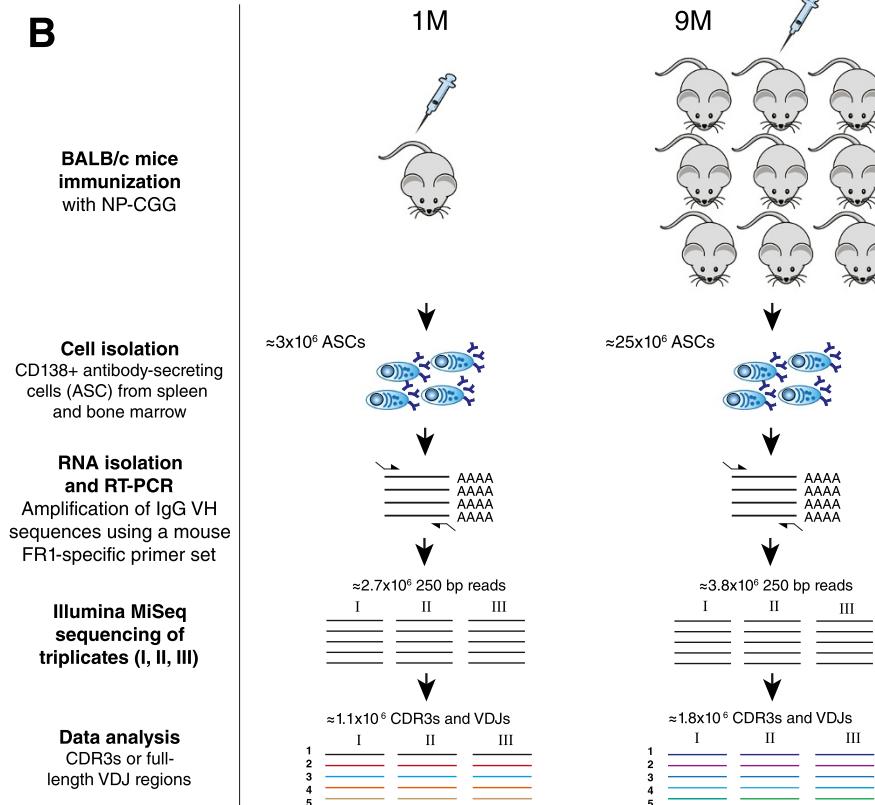 B
1M
9M
BALB/c mice
immunization
with NP-CGG
Cell isolation
CD138+ antibody-secreting
cells (ASC) from spleen
and bone marrow
≈3x10⁶ ASCs
≈25x10⁶ ASCs
RNA isolation
and RT-PCR
Amplification of IgG VH
sequences using a mouse
FR1-specific primer set
AAAA
AAAA
AAAA
AAAA
AAAA
AAAA
AAAA
AAAA
Illumina MiSeq
sequencing of
triplicates (I, II, III)
≈2.7x10⁶ 250 bp reads
I II III
≈3.8x10⁶ 250 bp reads
I II III
Data analysis
CDR3s or full-
length VDJ regions
≈1.1x10⁶ CDR3s and VDJs
I II III
1
2
3
4
5
≈1.8x10⁶ CDR3s and VDJs
I II III
1
2
3
4
5